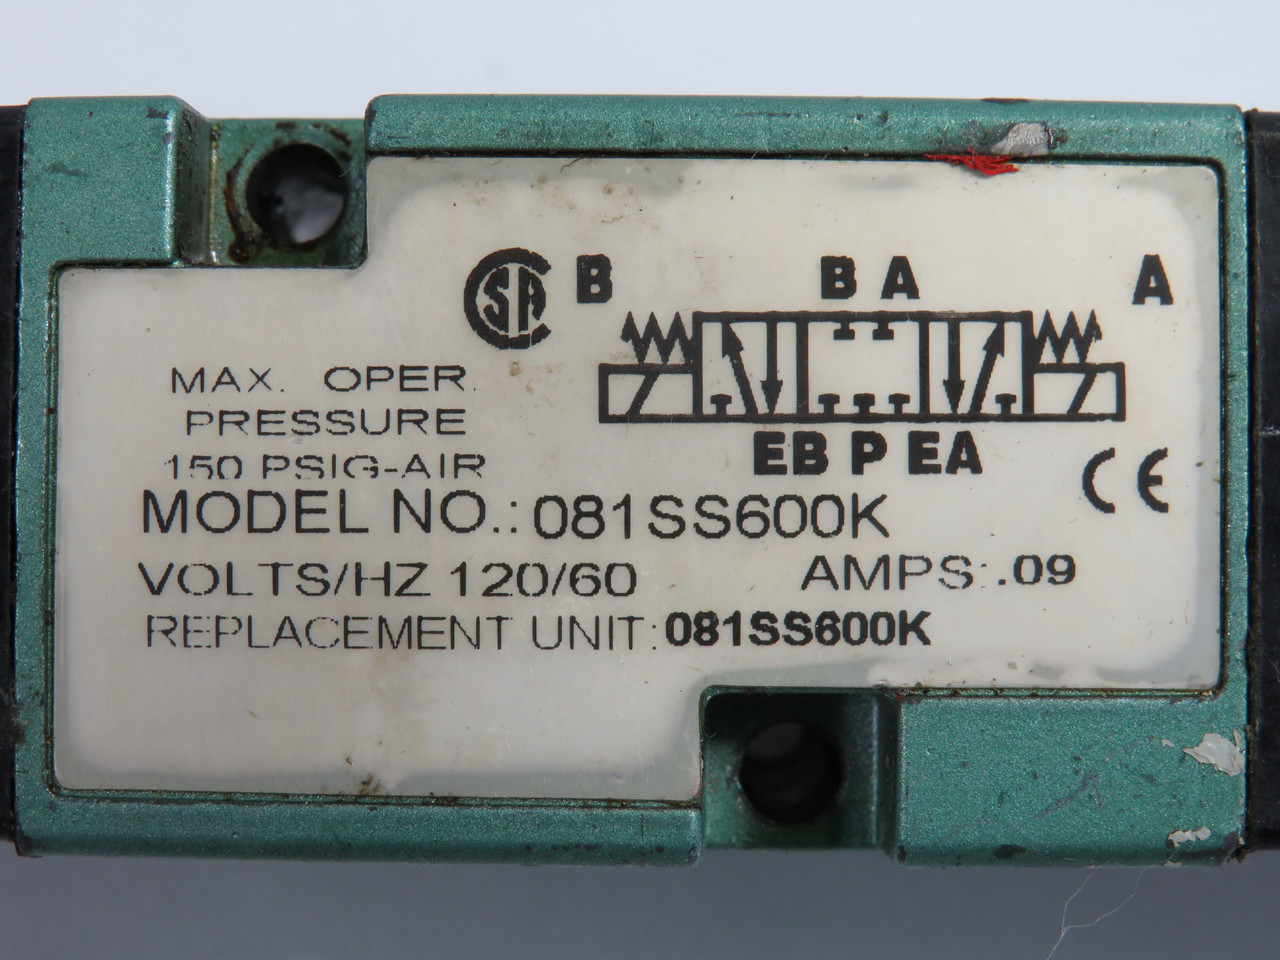 CSA B B A A
MAX. OPER.
PRESSURE
150 PSIG-AIR
EB P EA
CE
MODEL NO.: 081SS600K
VOLTS/HZ 120/60 AMPS: .09
REPLACEMENT UNIT: 081SS600K